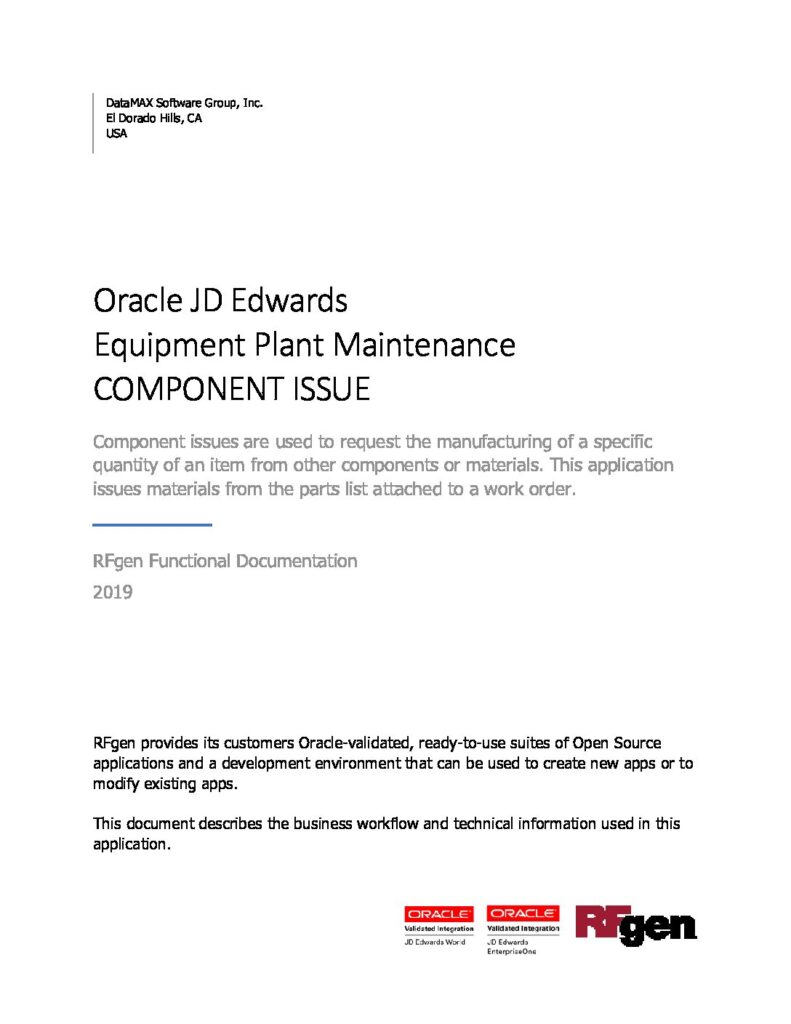 DataMAX Software Group, Inc.
El Dorado Hills, CA
USA
Oracle JD Edwards
Equipment Plant Maintenance
COMPONENT ISSUE
Component issues are used to request the manufacturing of a specific
quantity of an item from other components or materials. This application
issues materials from the parts list attached to a work order.
RFgen Functional Documentation
2019
RFgen provides its customers Oracle-validated, ready-to-use suites of Open Source
applications and a development environment that can be used to create new apps or to
modify existing apps.
This document describes the business workflow and technical information used in this
application.
ORACLE
Validated Integration
JD Edwards World
ORACLE
Validated Integration
JD Edwards
EnterpriseOne
RFgen